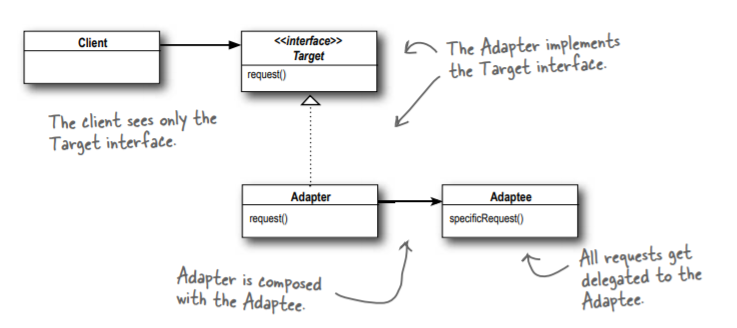 Client
<<interface>>
Target
request()
The Adapter implements
the Target interface.
The client sees only the
Target interface.
Adapter
request()
Adaptee
specificRequest()
Adapter is composed
with the Adaptee.
All requests get
delegated to the
Adaptee.